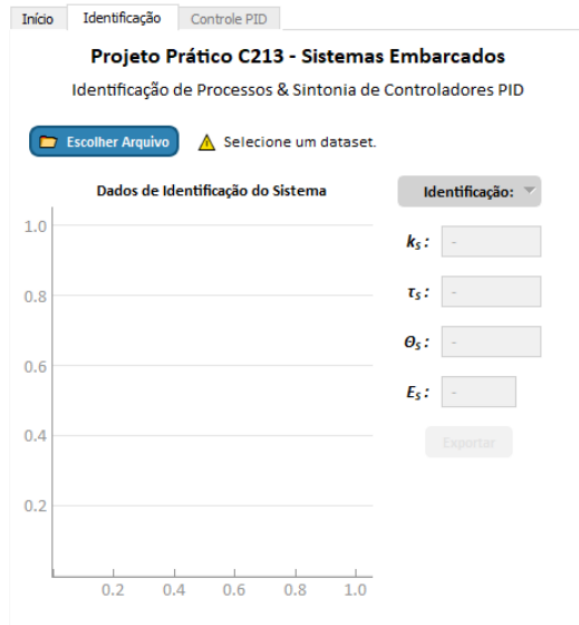 Início Identificação Controle PID
Projeto Prático C213 - Sistemas Embarcados
Identificação de Processos & Sintonia de Controladores PID
Escolher Arquivo Selecione um dataset.
Dados de Identificação do Sistema
1.0
0.8
0.6
0.4
0.2
0.2 0.4 0.6 0.8 1.0
Identificação:
kₛ: -
τₛ: -
Θₛ: -
Eₛ: -
Exportar